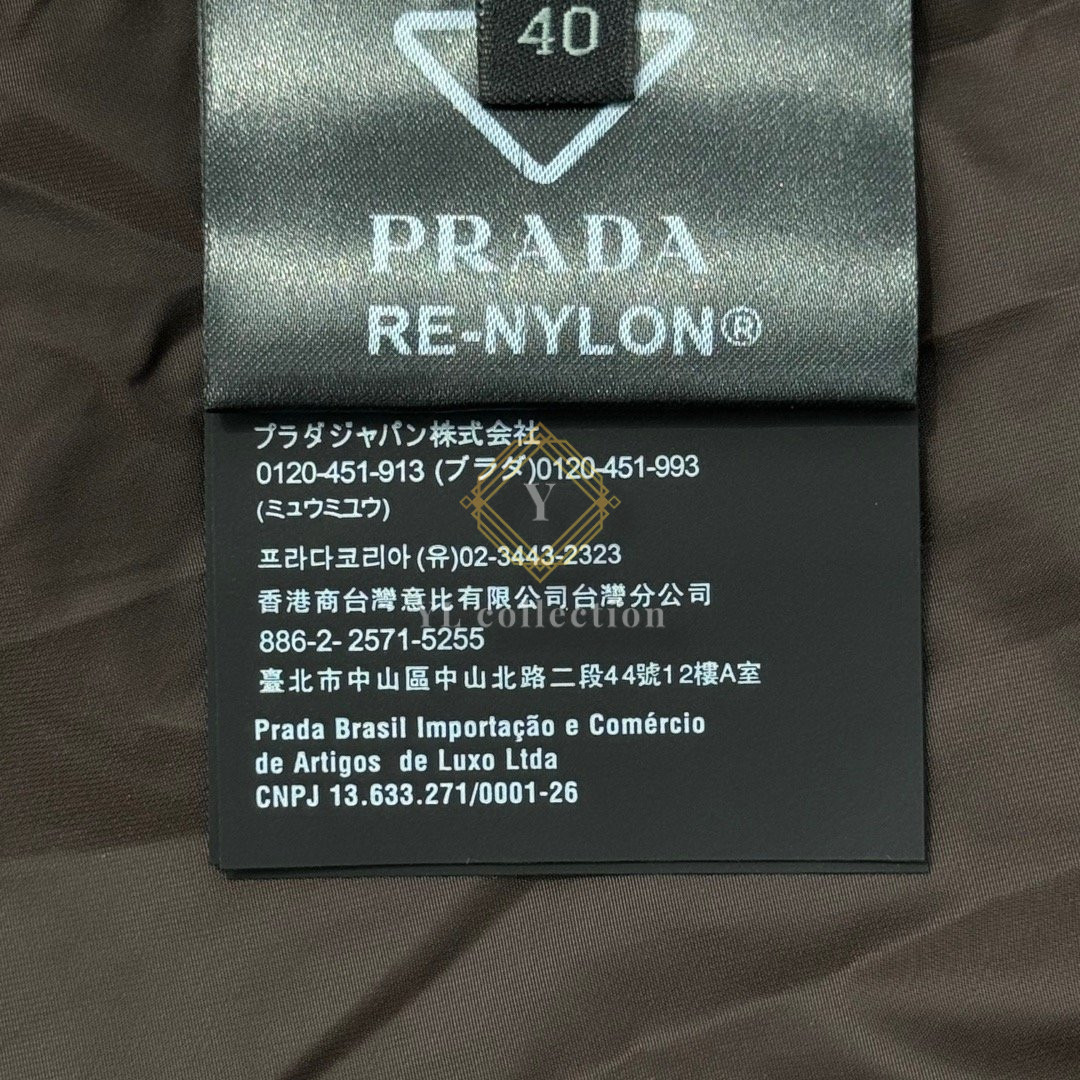 40
PRADA
RE-NYLON®
プラダジャパン株式会社
0120-451-913 (プラダ)0120-451-993
(ミュウミユウ)
Y
프라다코리아 (유)02-3443-2323
香港商台灣意比有限公司台灣分公司
YL collection
886-2- 2571-5255
臺北市中山區中山北路二段44號12樓A室
Prada Brasil Importação e Comércio
de Artigos de Luxo Ltda
CNPJ 13.633.271/0001-26